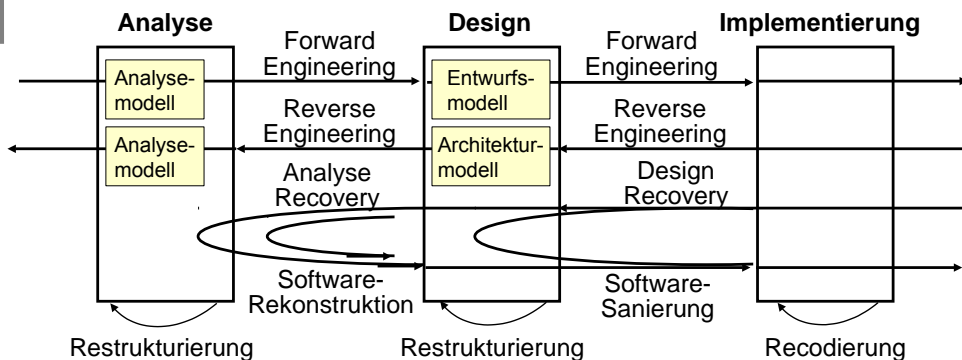 Analyse
Design
Implementierung
Forward
Engineering
Forward
Engineering
Analyse-
modell
Entwurfs-
modell
Reverse
Engineering
Reverse
Engineering
Analyse-
modell
Architektur-
modell
Analyse
Recovery
Design
Recovery
Software-
Rekonstruktion
Software-
Sanierung
Restrukturierung
Restrukturierung
Recodierung